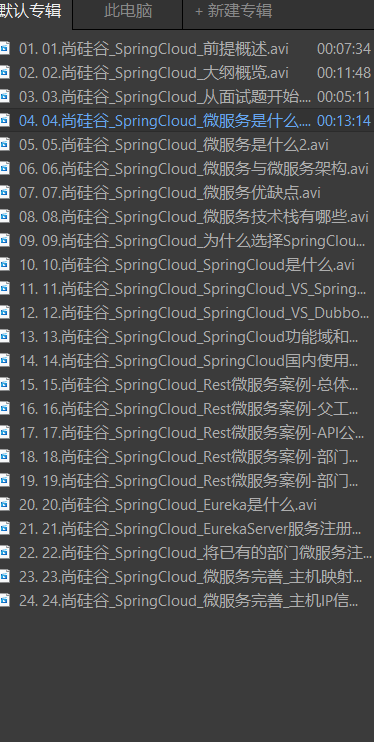 默认专辑 此电脑 + 新建专辑
01. 01.尚硅谷_SpringCloud_前提概述.avi 00:07:34
02. 02.尚硅谷_SpringCloud_大纲概览.avi 00:11:48
03. 03.尚硅谷_SpringCloud_从面试题开始.... 00:05:11
04. 04.尚硅谷_SpringCloud_微服务是什么.... 00:13:14
05. 05.尚硅谷_SpringCloud_微服务是什么2.avi
06. 06.尚硅谷_SpringCloud_微服务与微服务架构.avi
07. 07.尚硅谷_SpringCloud_微服务优缺点.avi
08. 08.尚硅谷_SpringCloud_微服务技术栈有哪些.avi
09. 09.尚硅谷_SpringCloud_为什么选择SpringClou...
10. 10.尚硅谷_SpringCloud_SpringCloud是什么.avi
11. 11.尚硅谷_SpringCloud_SpringCloud_VS_Spring...
12. 12.尚硅谷_SpringCloud_SpringCloud_VS_Dubbo...
13. 13.尚硅谷_SpringCloud_SpringCloud功能域和...
14. 14.尚硅谷_SpringCloud_SpringCloud国内使用...
15. 15.尚硅谷_SpringCloud_Rest微服务案例-总体...
16. 16.尚硅谷_SpringCloud_Rest微服务案例-父工...
17. 17.尚硅谷_SpringCloud_Rest微服务案例-API公...
18. 18.尚硅谷_SpringCloud_Rest微服务案例-部门...
19. 19.尚硅谷_SpringCloud_Rest微服务案例-部门...
20. 20.尚硅谷_SpringCloud_Eureka是什么.avi
21. 21.尚硅谷_SpringCloud_EurekaServer服务注册...
22. 22.尚硅谷_SpringCloud_将已有的部门微服务注...
23. 23.尚硅谷_SpringCloud_微服务完善_主机映射...
24. 24.尚硅谷_SpringCloud_微服务完善_主机IP信...